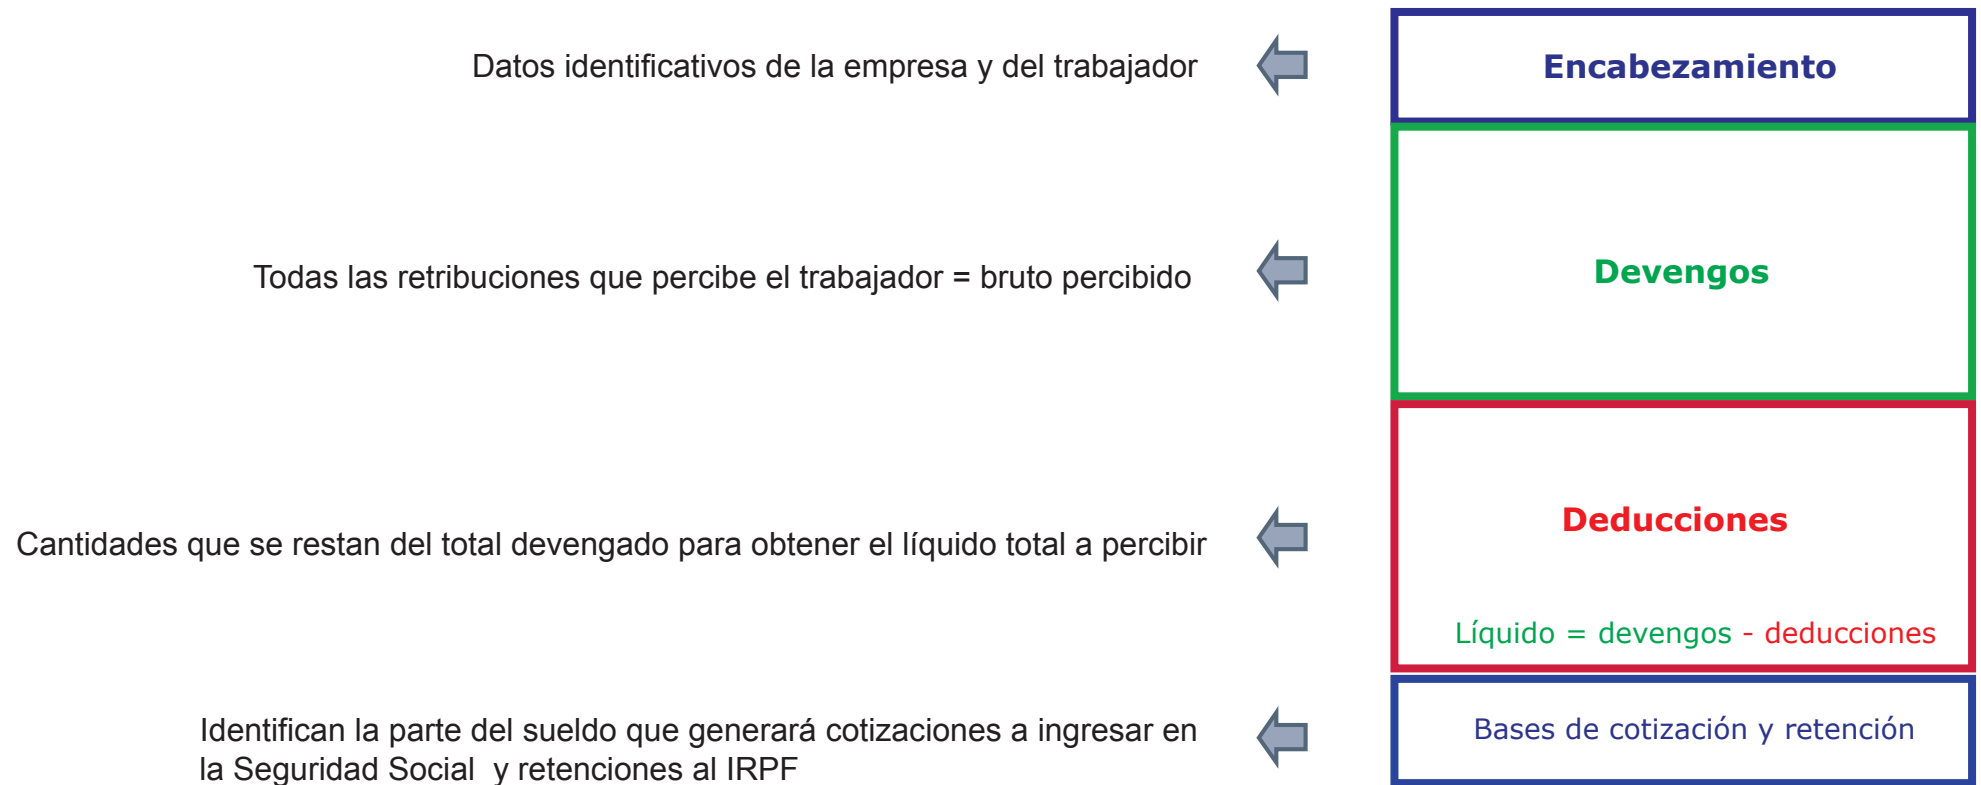 Datos identificativos de la empresa y del trabajador
Encabezamiento
Todas las retribuciones que percibe el trabajador = bruto percibido
Devengos
Cantidades que se restan del total devengado para obtener el líquido total a percibir
Deducciones
Líquido = devengos - deducciones
Identifican la parte del sueldo que generará cotizaciones a ingresar en
la Seguridad Social  y retenciones al IRPF
Bases de cotización y retención